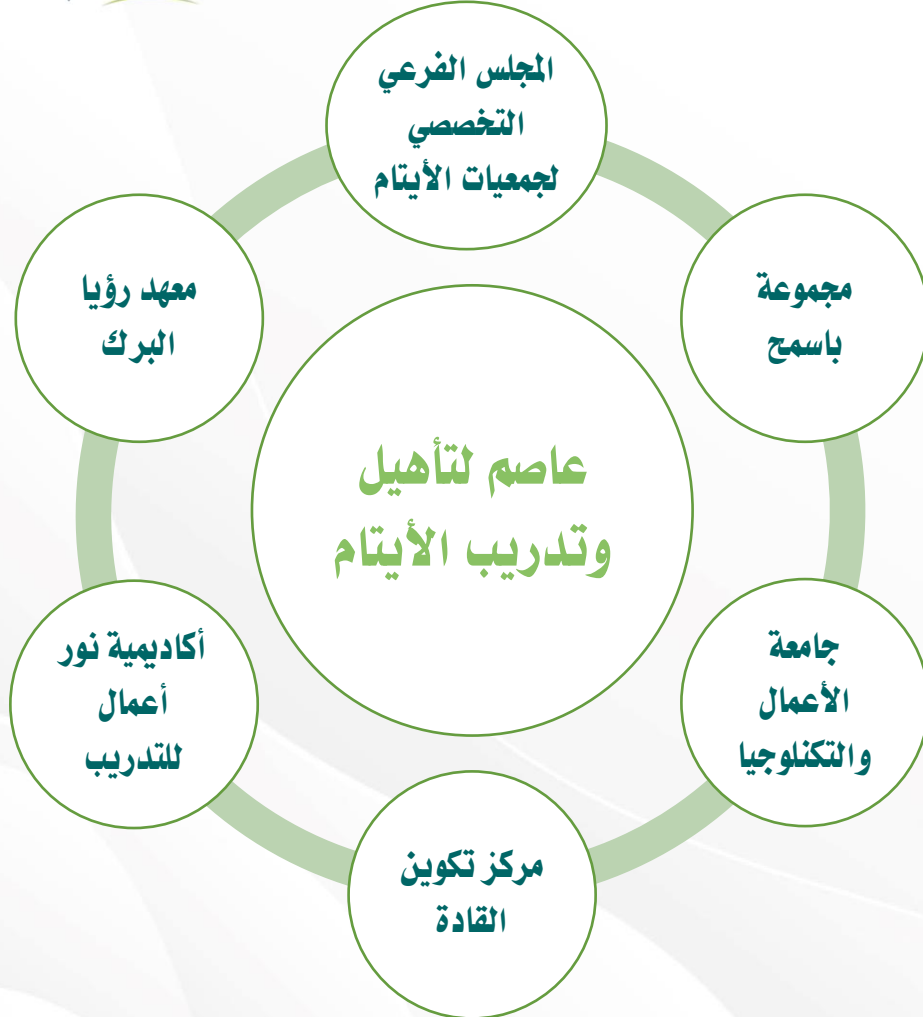 المجلس الفرعي
التخصصي
لجمعيات الأيتام
مجموعة
باسمح
جامعة
الأعمال
والتكنلوجيا
مركز تكوين
القادة
أكاديمية نور
أعمال
للتدريب
معهد رؤيا
البرك
عاصم لتأهيل
وتدريب الأيتام